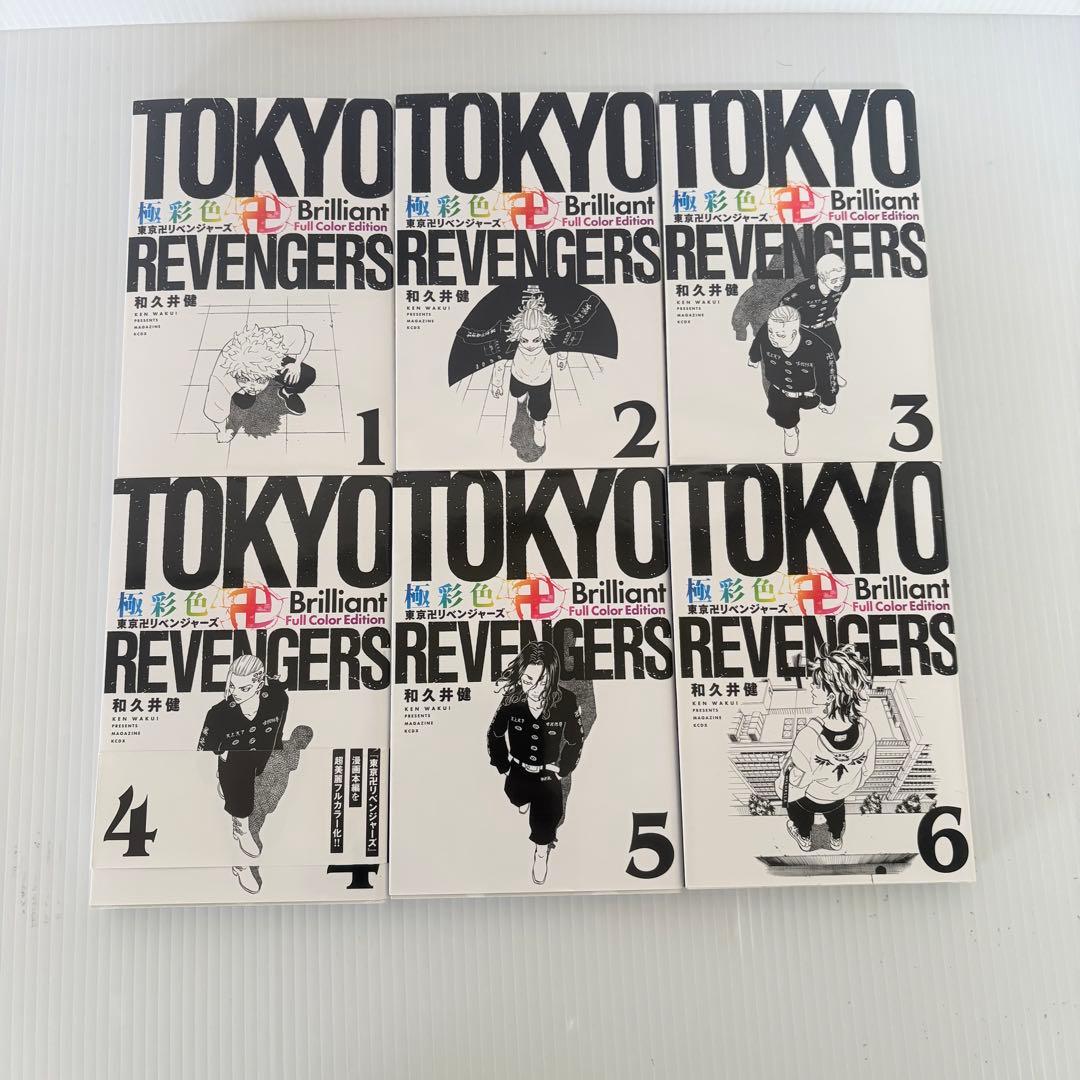 TOKYO
極彩色 卍 Brilliant
東京卍リベンジャーズ Full Color Edition
REVENGERS
和久井健
KEN WAKUI
PRESENTS
MAGAZINE
KCDX
1
TOKYO
極彩色 卍 Brilliant
東京卍リベンジャーズ Full Color Edition
REVENGERS
和久井健
KEN WAKUI
PRESENTS
MAGAZINE
KCDX
2
TOKYO
極彩色 卍 Brilliant
東京卍リベンジャーズ Full Color Edition
REVENGERS
和久井健
KEN WAKUI
PRESENTS
MAGAZINE
KCDX
3
TOKYO
極彩色 卍 Brilliant
東京卍リベンジャーズ Full Color Edition
REVENGERS
和久井健
KEN WAKUI
PRESENTS
MAGAZINE
KCDX
「東京卍リベンジャーズ」
漫画本編を
超美麗フルカラー化!!
4
4
TOKYO
極彩色 卍 Brilliant
東京卍リベンジャーズ Full Color Edition
REVENGERS
和久井健
KEN WAKUI
PRESENTS
MAGAZINE
KCDX
5
TOKYO
極彩色 卍 Brilliant
東京卍リベンジャーズ Full Color Edition
REVENGERS
和久井健
KEN WAKUI
PRESENTS
MAGAZINE
KCDX
6